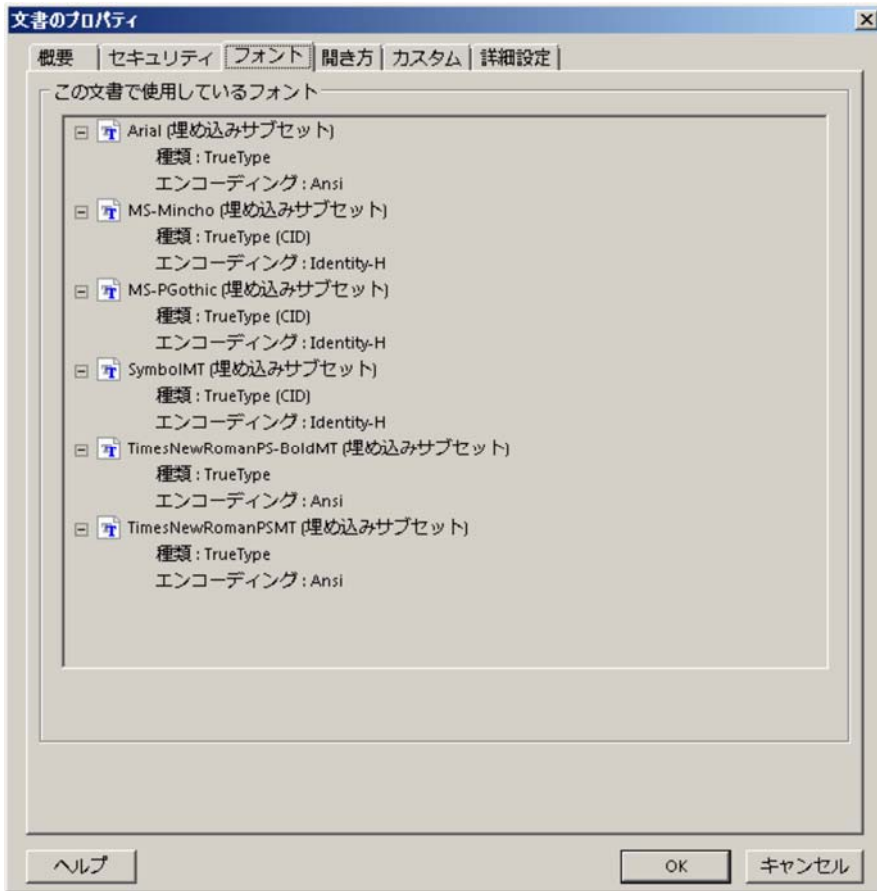 文書のプロパティ
概要 セキュリティ フォント 開き方 カスタム 詳細設定
この文書で使用しているフォント
Arial (埋め込みサブセット)
種類 : TrueType
エンコーディング : Ansi
MS-Mincho (埋め込みサブセット)
種類 : TrueType (CID)
エンコーディング : Identity-H
MS-PGothic (埋め込みサブセット)
種類 : TrueType (CID)
エンコーディング : Identity-H
SymbolMT (埋め込みサブセット)
種類 : TrueType (CID)
エンコーディング : Identity-H
TimesNewRomanPS-BoldMT (埋め込みサブセット)
種類 : TrueType
エンコーディング : Ansi
TimesNewRomanPSMT (埋め込みサブセット)
種類 : TrueType
エンコーディング : Ansi
ヘルプ OK キャンセル